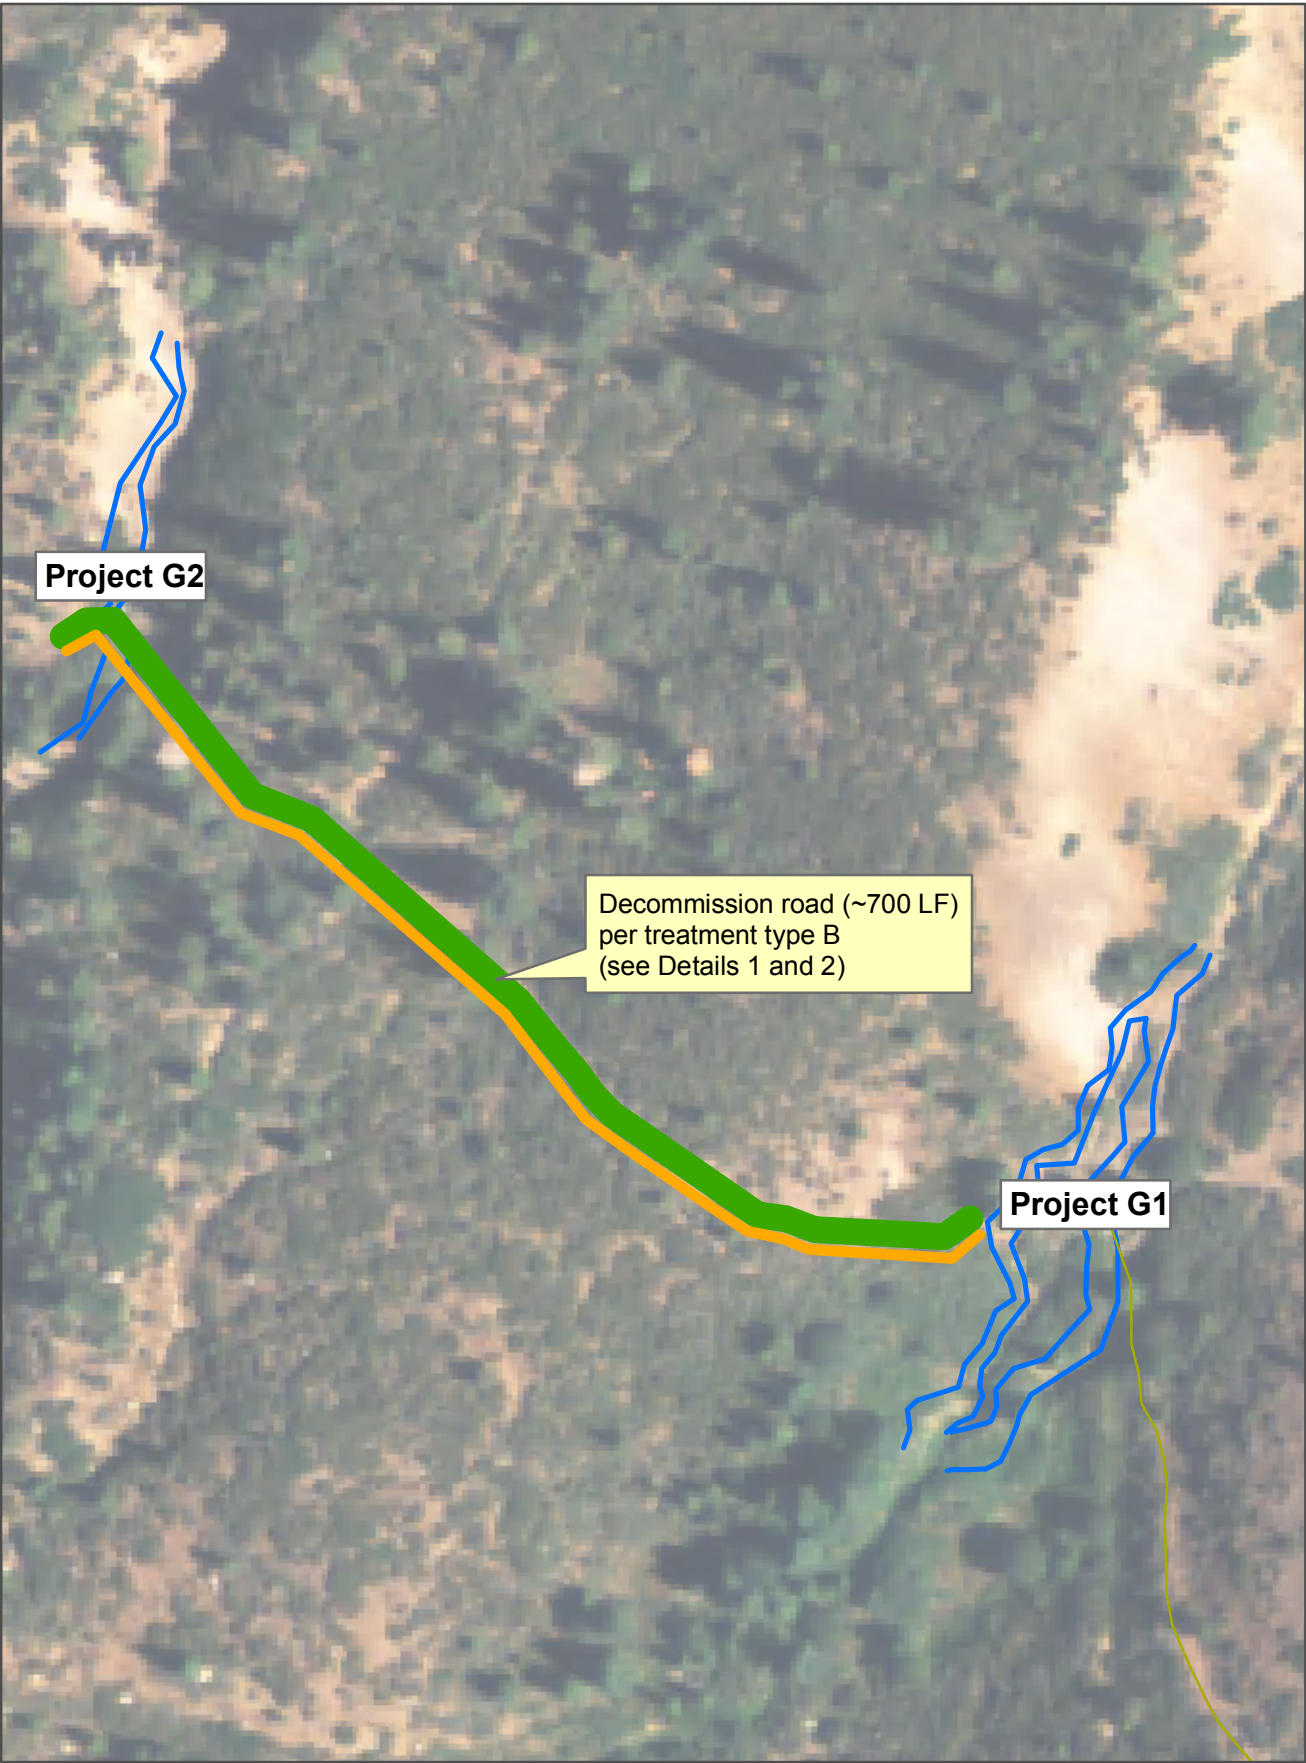 Project G2
Decommission road (~700 LF)
per treatment type B
(see Details 1 and 2)
Project G1